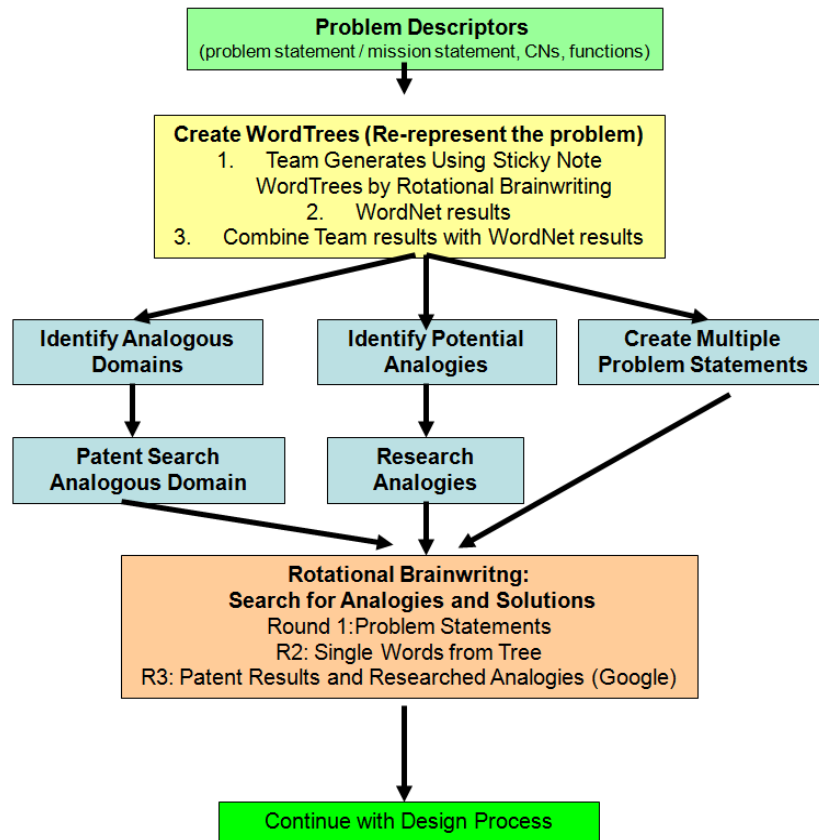 Problem Descriptors
(problem statement / mission statement, CNs, functions)
Create WordTrees (Re-represent the problem)
1. Team Generates Using Sticky Note
WordTrees by Rotational Brainwriting
2. WordNet results
3. Combine Team results with WordNet results
Identify Analogous
Domains
Identify Potential
Analogies
Create Multiple
Problem Statements
Patent Search
Analogous Domain
Research
Analogies
Rotational Brainwritng:
Search for Analogies and Solutions
Round 1:Problem Statements
R2: Single Words from Tree
R3: Patent Results and Researched Analogies (Google)
Continue with Design Process